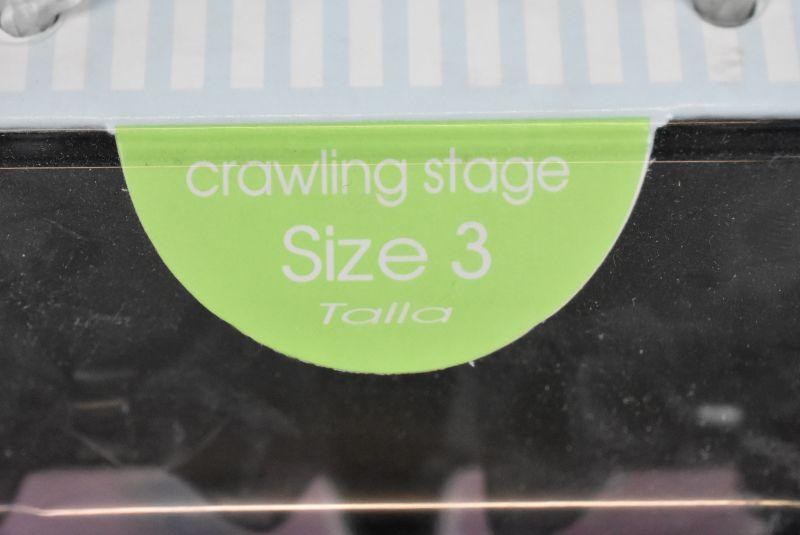 crawling stage
Size 3
Talla